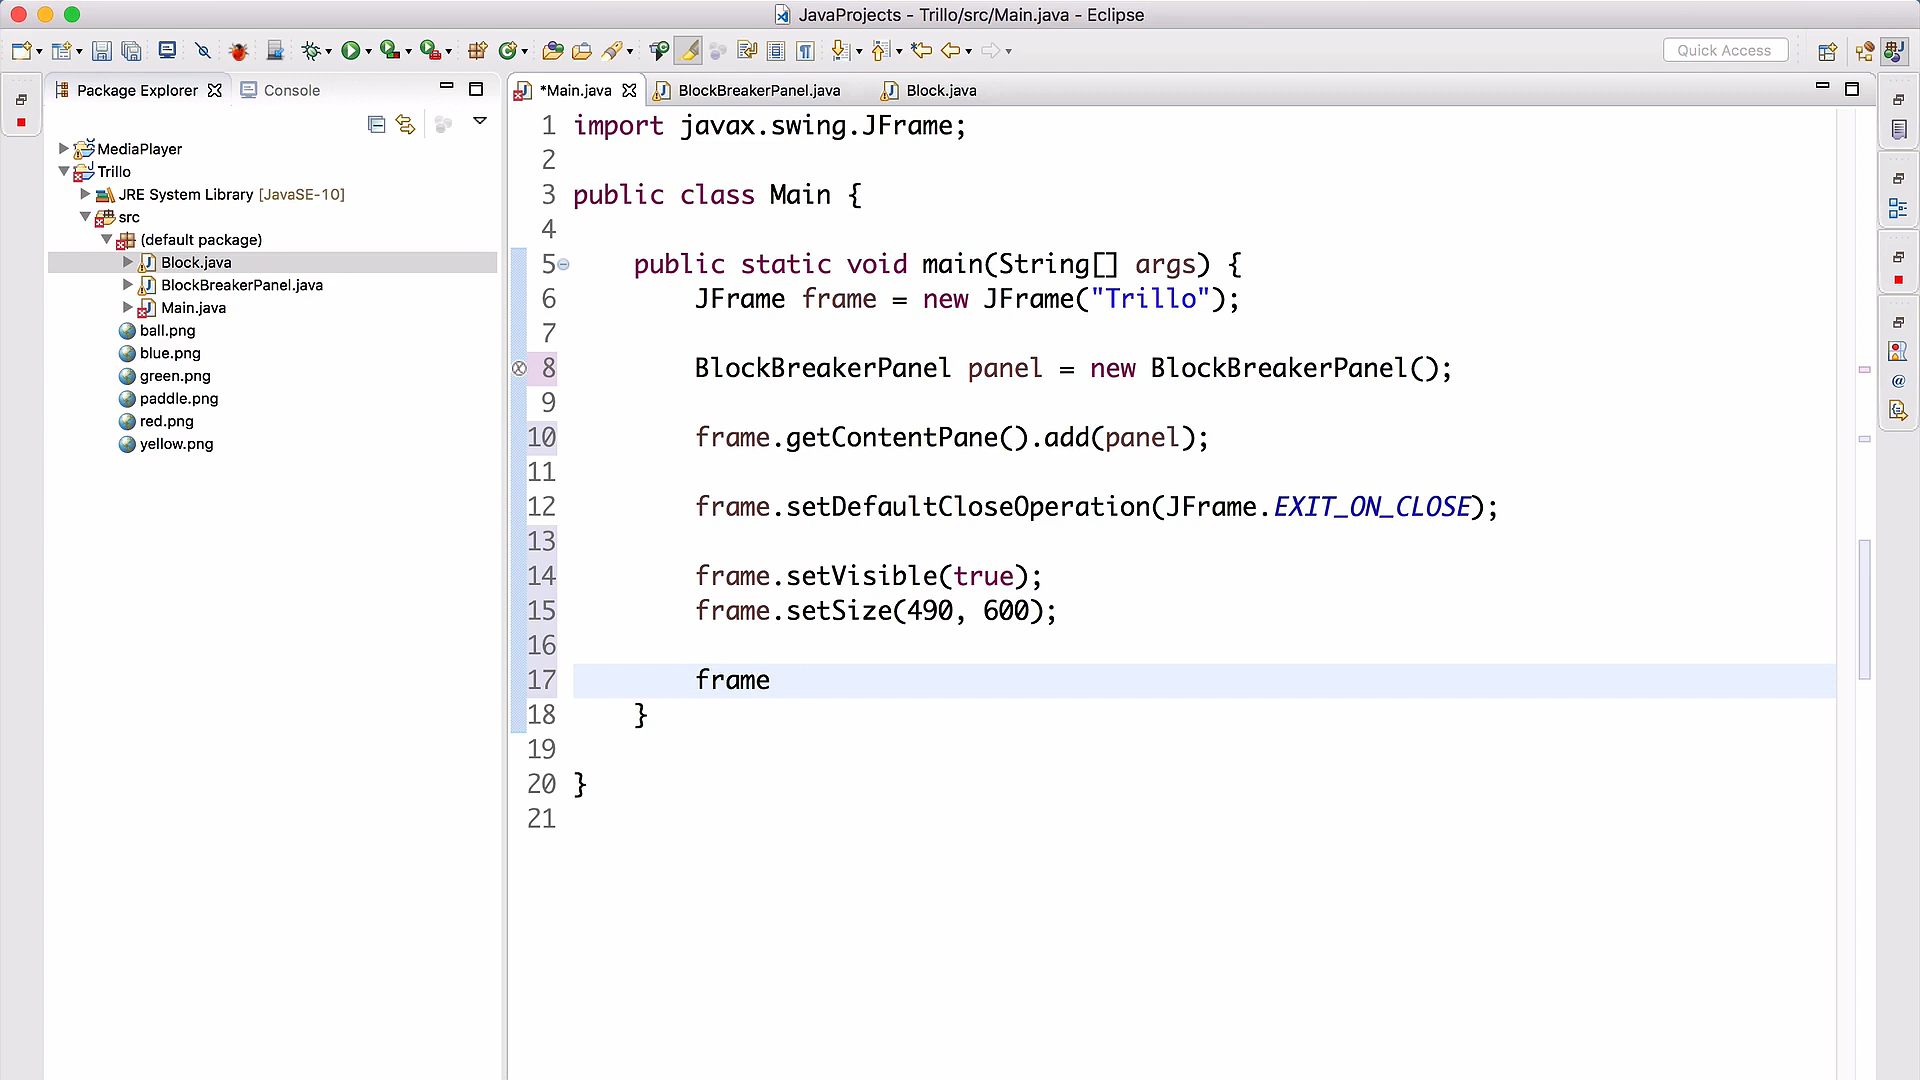 JavaProjects - Trillo/src/Main.java - Eclipse
Quick Access
Package Explorer
Console
*Main.java
BlockBreakerPanel.java
Block.java
MediaPlayer
Trillo
JRE System Library [JavaSE-10]
src
(default package)
Block.java
BlockBreakerPanel.java
Main.java
ball.png
blue.png
green.png
paddle.png
red.png
yellow.png
1 import javax.swing.JFrame;
2
3 public class Main {
4
5 public static void main(String[] args) {
6 JFrame frame = new JFrame("Trillo");
7
8 BlockBreakerPanel panel = new BlockBreakerPanel();
9
10 frame.getContentPane().add(panel);
11
12 frame.setDefaultCloseOperation(JFrame.EXIT_ON_CLOSE);
13
14 frame.setVisible(true);
15 frame.setSize(490, 600);
16
17 frame
18 }
19
20 }
21